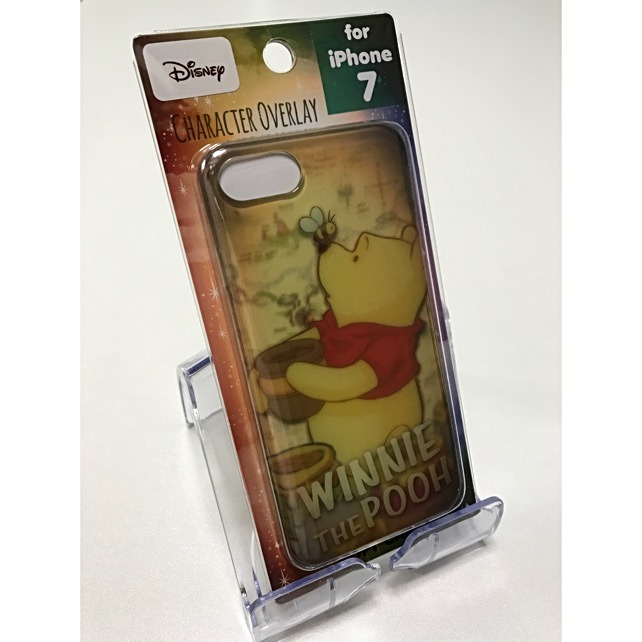 Disney
for
iPhone
7
CHARACTER OVERLAY
WINNIE
THE POOH